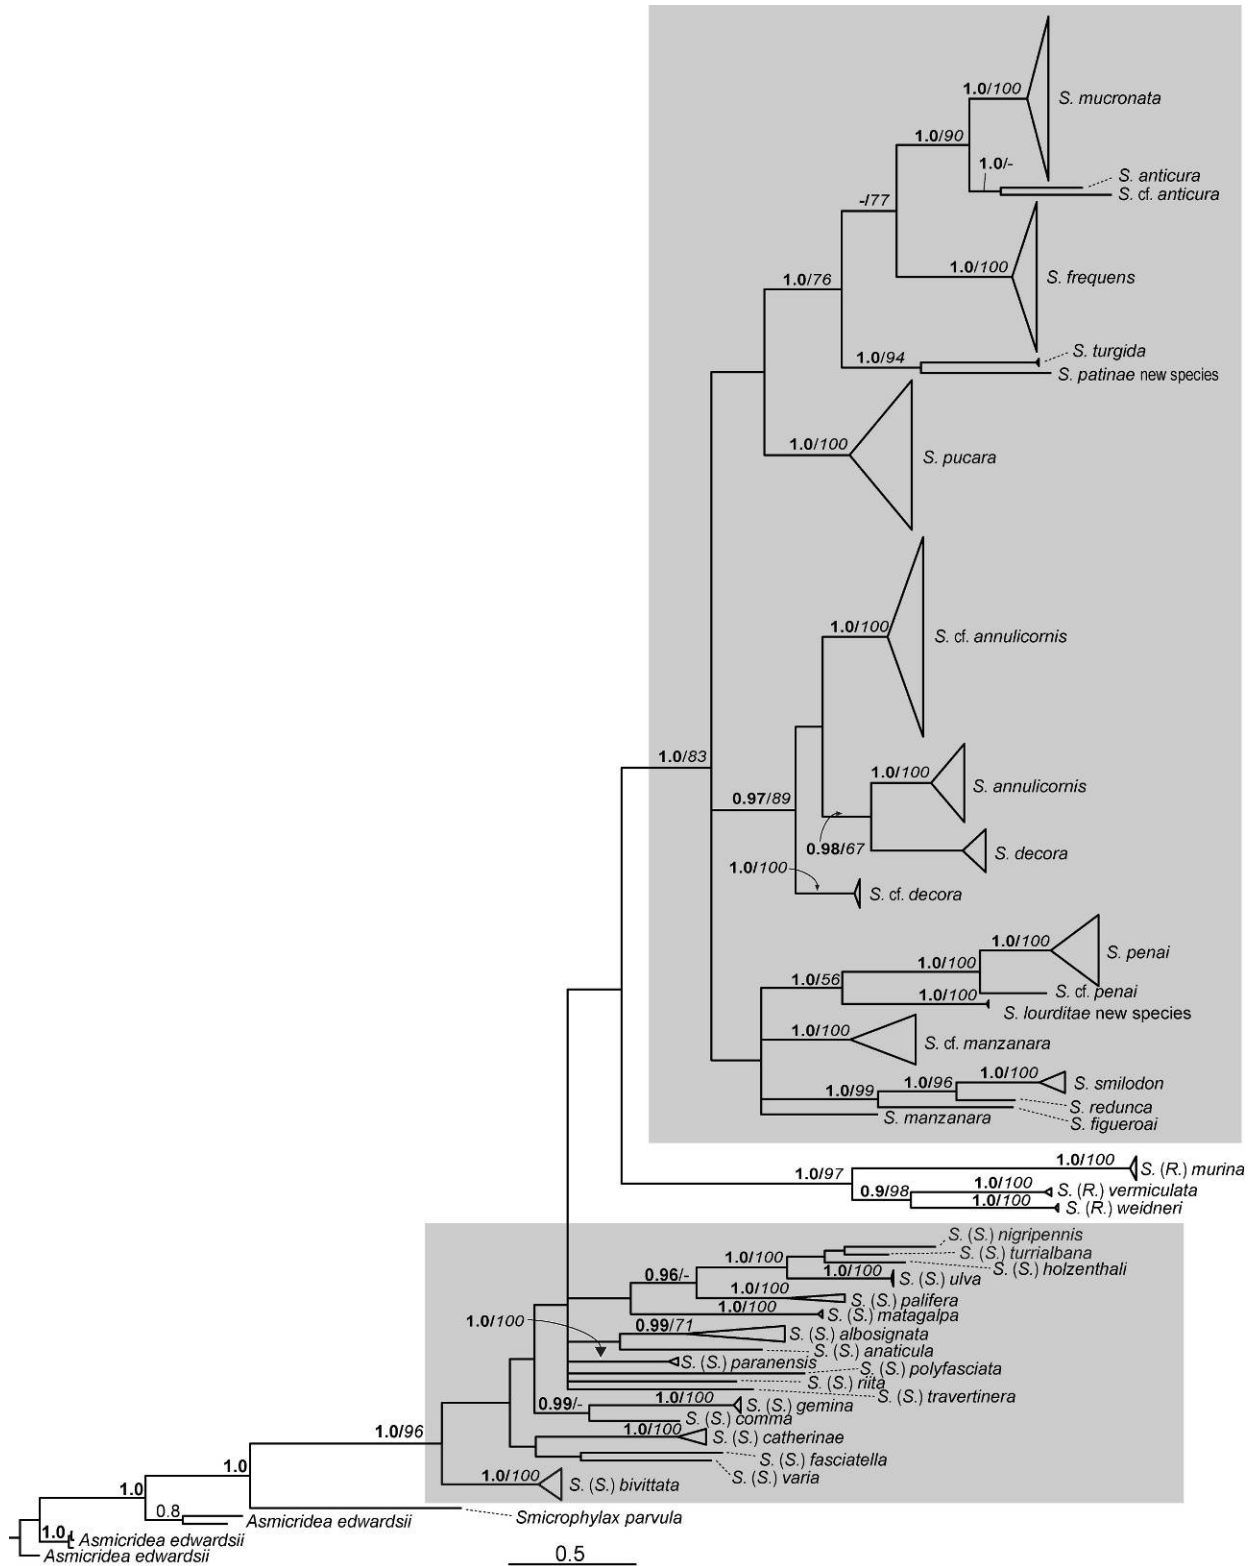 1.0/100
S. mucronata
1.0/90
1.0/-
S. anticura
S. cf. anticura
-/77
1.0/100
S. frequens
1.0/76
S. turgida
1.0/94
S. patinae new species
1.0/100
S. pucara
1.0/100
S. cf. annulicornis
1.0/83
1.0/100
S. annulicornis
0.97/89
0.98/67
S. decora
1.0/100
S. cf. decora
1.0/100
S. penai
1.0/100
1.0/56
S. cf. penai
1.0/100
S. lourditae new species
1.0/100
S. cf. manzanara
1.0/100
S. smilodon
1.0/96
1.0/99
S. redunca
S. manzanara
S. figueroai
1.0/100
S. (R.) murina
1.0/97
1.0/100
S. (R.) vermiculata
0.9/98
1.0/100
S. (R.) weidneri
S. (S.) nigripennis
S. (S.) turrialbana
1.0/100
S. (S.) holzenthali
0.96/-
1.0/100
S. (S.) ulva
1.0/100
S. (S.) palifera
1.0/100
S. (S.) matagalpa
1.0/100
0.99/71
S. (S.) albosignata
S. (S.) anaticula
S. (S.) paranensis
S. (S.) polyfasciata
S. (S.) riita
S. (S.) travertinera
0.99/-
1.0/100
S. (S.) gemina
S. (S.) comma
1.0/96
1.0/100
S. (S.) catherinae
S. (S.) fasciatella
1.0
1.0/100
S. (S.) varia
S. (S.) bivittata
1.0
0.8
Smicrophylax parvula
Asmicridea edwardsii
1.0
Asmicridea edwardsii
Asmicridea edwardsii
0.5